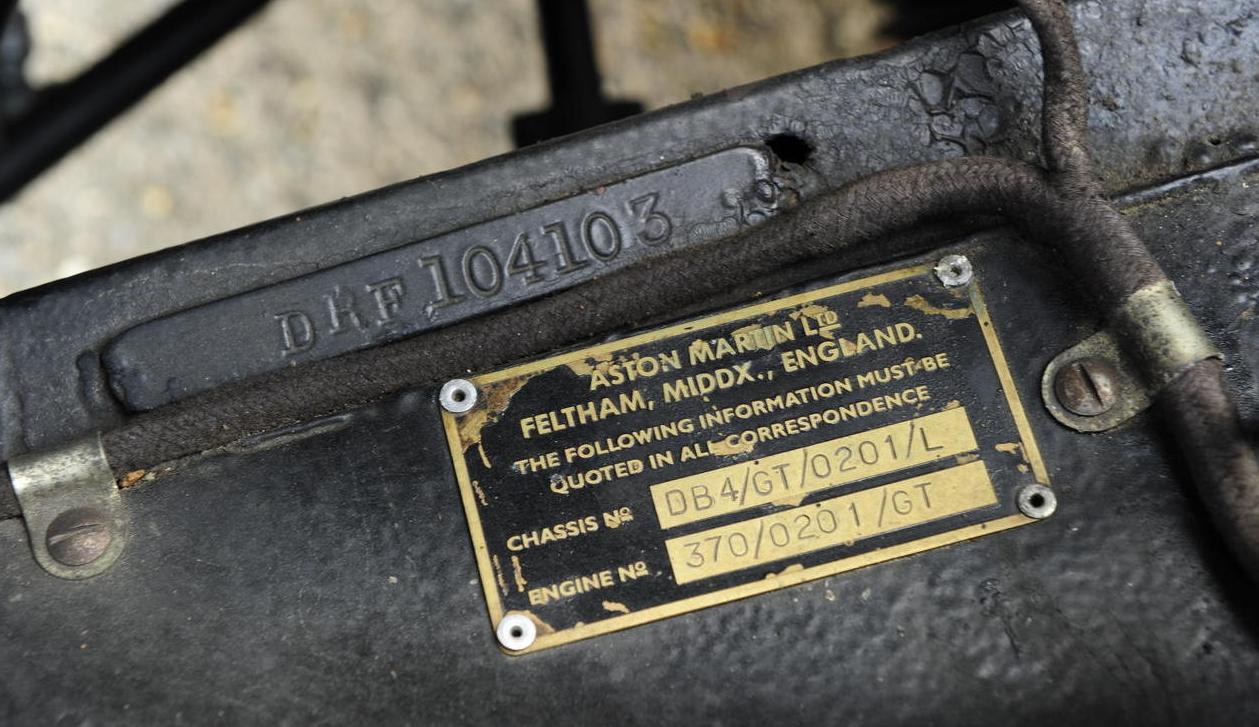 DRF 104103
ASTON MARTIN LTD
FELTHAM, MIDDX., ENGLAND.
THE FOLLOWING INFORMATION MUST BE
QUOTED IN ALL CORRESPONDENCE
CHASSIS Nº DB4/GT/0201/L
ENGINE Nº 370/0201/GT